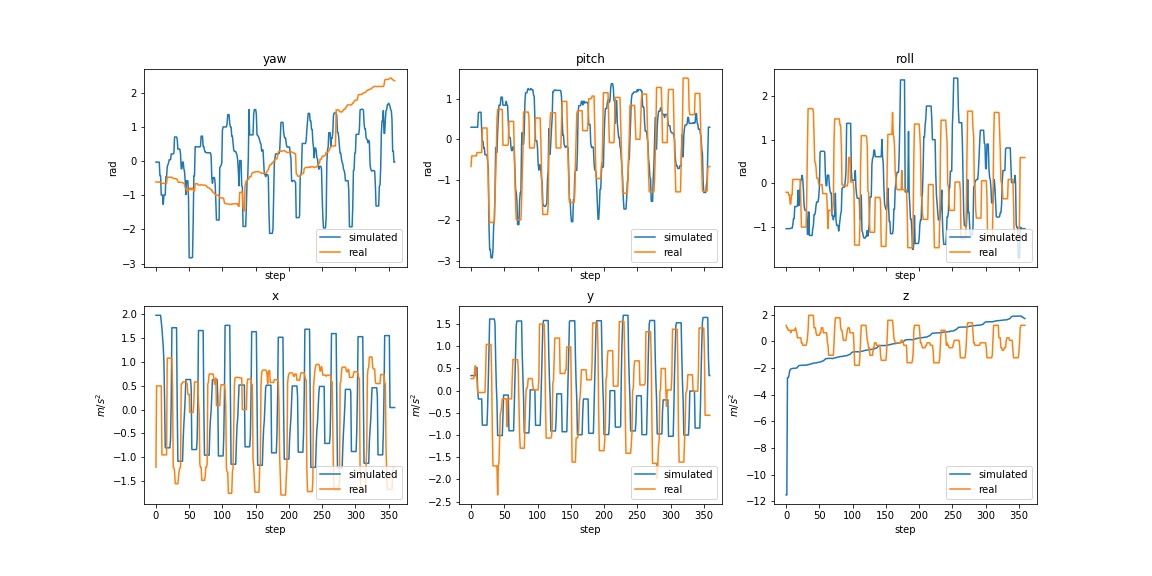 yaw
pitch
roll
2
1
0
−1
−2
−3
rad
step
simulated
real
1
0
−1
−2
−3
rad
step
simulated
real
2
1
0
−1
rad
step
simulated
real
x
y
z
2.0
1.5
1.0
0.5
0.0
−0.5
−1.0
−1.5
m/s²
0 50 100 150 200 250 300 350
step
simulated
real
1.5
1.0
0.5
0.0
−0.5
−1.0
−1.5
−2.0
−2.5
m/s²
0 50 100 150 200 250 300 350
step
simulated
real
2
0
−2
−4
−6
−8
−10
−12
m/s²
0 50 100 150 200 250 300 350
step
simulated
real